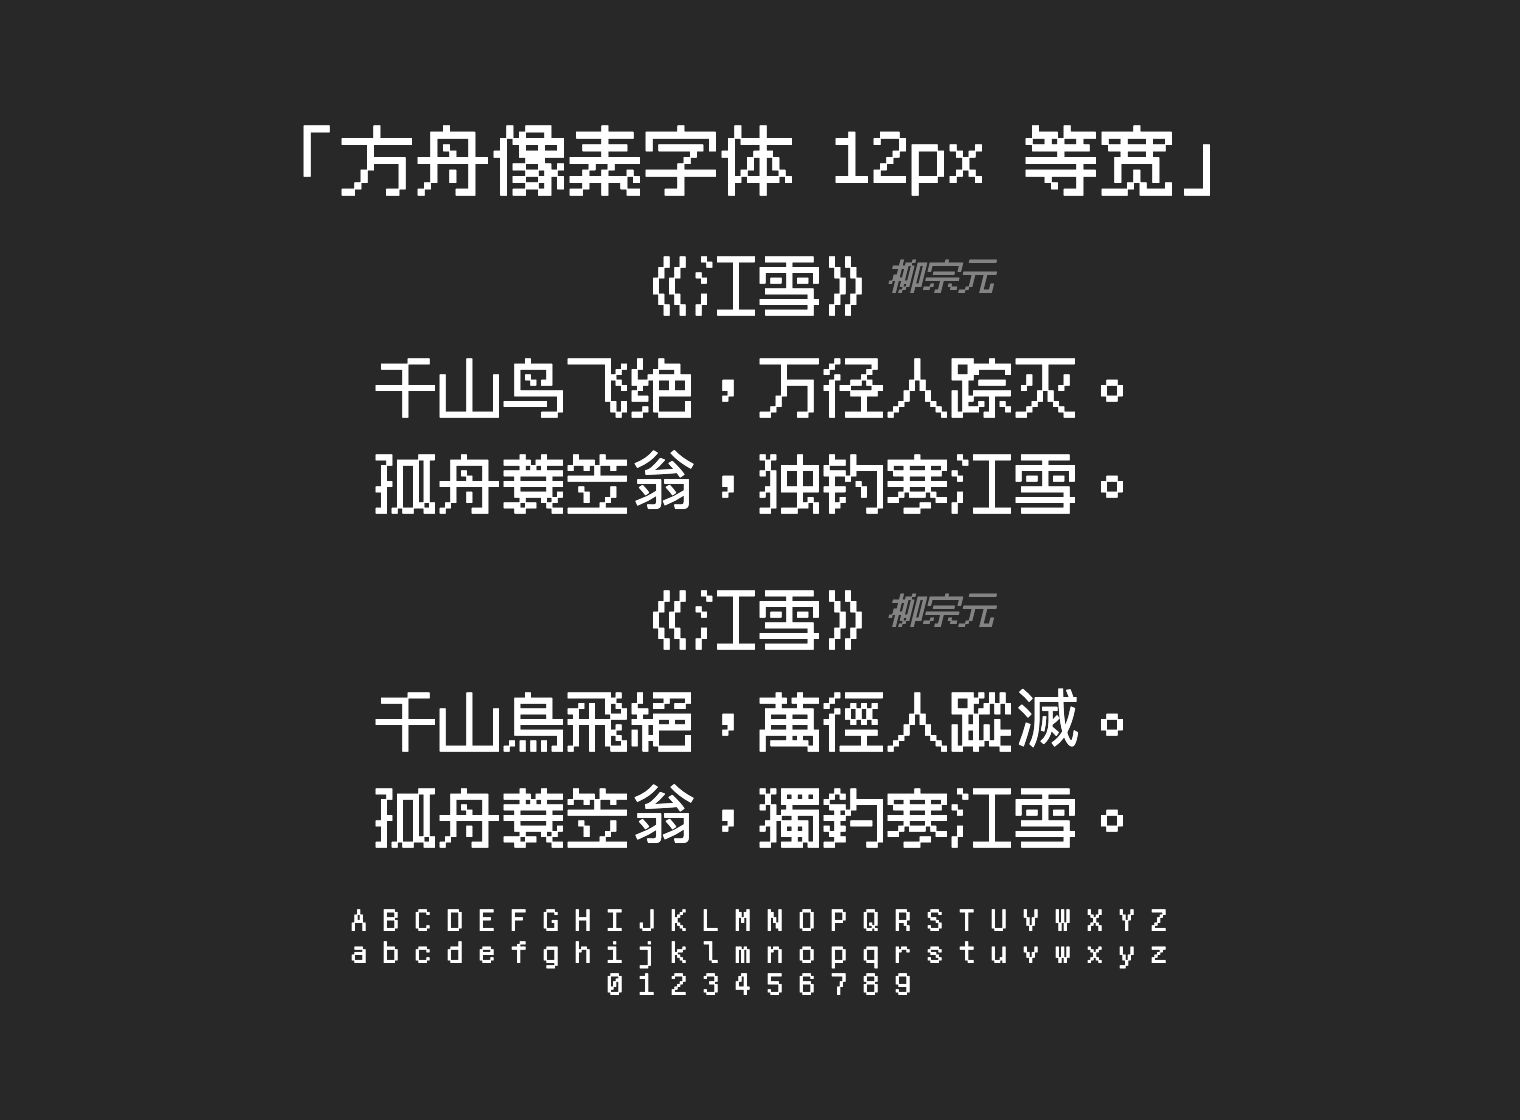 「方舟像素字体 12px 等宽」
《江雪》柳宗元
千山鸟飞绝，万径人踪灭。
孤舟蓑笠翁，独钓寒江雪。
《江雪》柳宗元
千山鳥飛絕，萬徑人蹤滅。
孤舟蓑笠翁，獨釣寒江雪。
A B C D E F G H I J K L M N O P Q R S T U V W X Y Z
a b c d e f g h i j k l m n o p q r s t u v w x y z
0 1 2 3 4 5 6 7 8 9